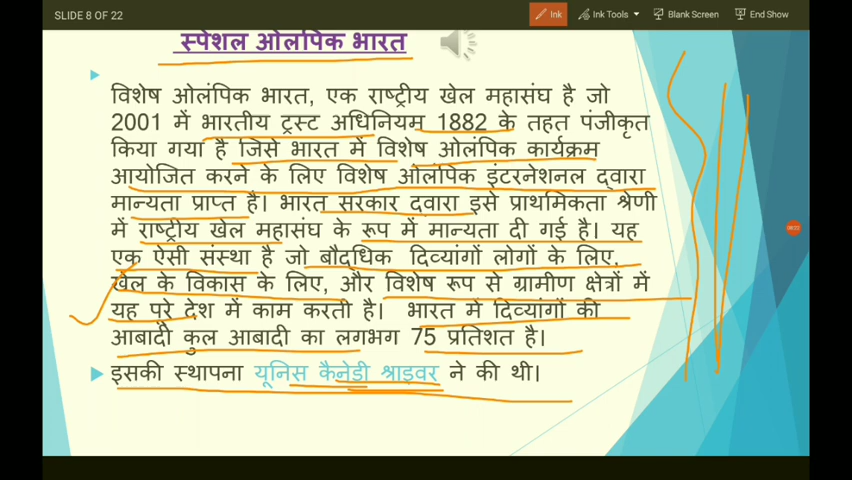 SLIDE 8 OF 22
Ink
Ink Tools
Blank Screen
End Show
स्पेशल ओलंपिक भारत
विशेष ओलंपिक भारत, एक राष्ट्रीय खेल महासंघ है जो
2001 में भारतीय ट्रस्ट अधिनियम 1882 के तहत पंजीकृत
किया गया है जिसे भारत में विशेष ओलंपिक कार्यक्रम
आयोजित करने के लिए विशेष ओलंपिक इंटरनेशनल द्वारा
मान्यता प्राप्त है। भारत सरकार द्वारा इसे प्राथमिकता श्रेणी
में राष्ट्रीय खेल महासंघ के रूप में मान्यता दी गई है। यह
एक ऐसी संस्था है जो बौद्धिक दिव्यांगों लोगों के लिए,
खेल के विकास के लिए, और विशेष रूप से ग्रामीण क्षेत्रों में
यह पूरे देश में काम करती है। भारत में दिव्यांगों की
आबादी कुल आबादी का लगभग 75 प्रतिशत है।
इसकी स्थापना यूनिस कैनेडी श्राइवर ने की थी।